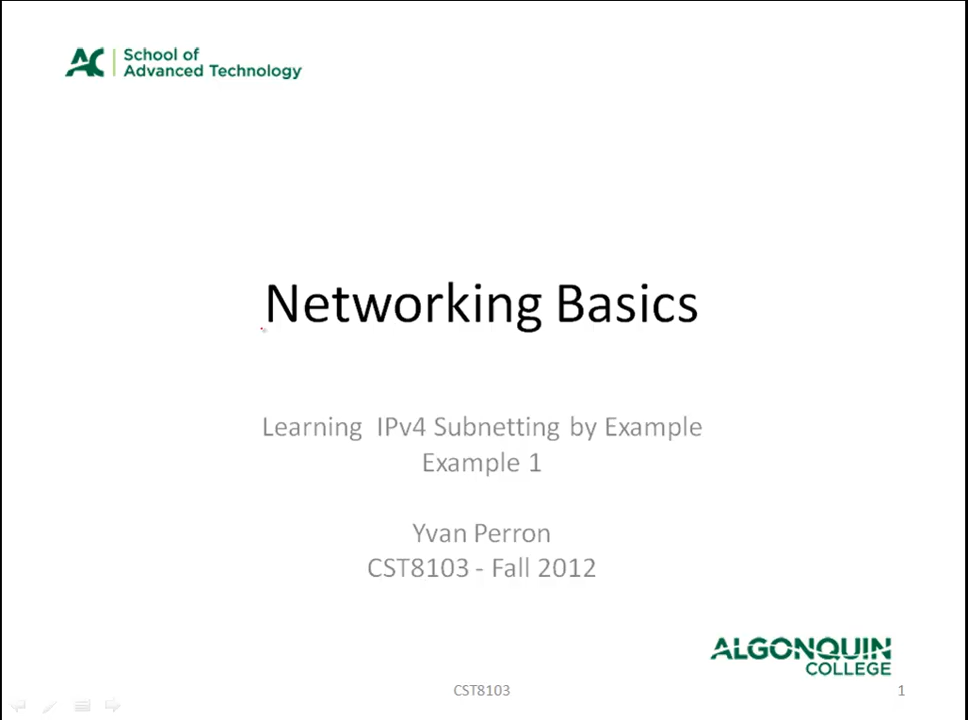 AC School of
Advanced Technology
Networking Basics
Learning IPv4 Subnetting by Example
Example 1
Yvan Perron
CST8103 - Fall 2012
ALGONQUIN
COLLEGE
CST8103
1